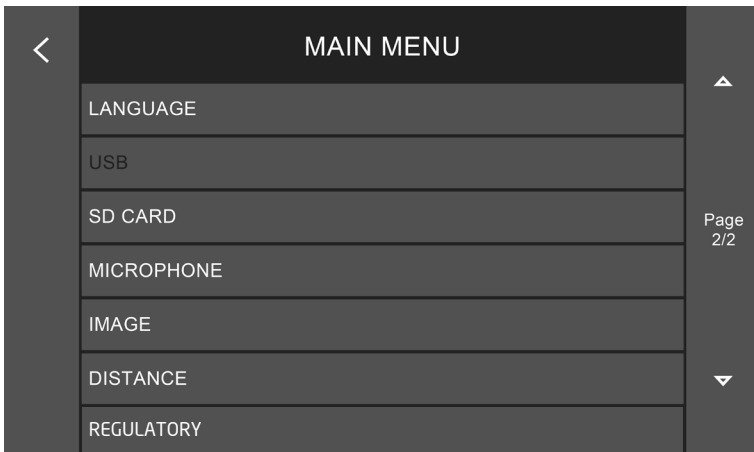 MAIN MENU
LANGUAGE
USB
SD CARD
MICROPHONE
IMAGE
DISTANCE
REGULATORY
Page
2/2